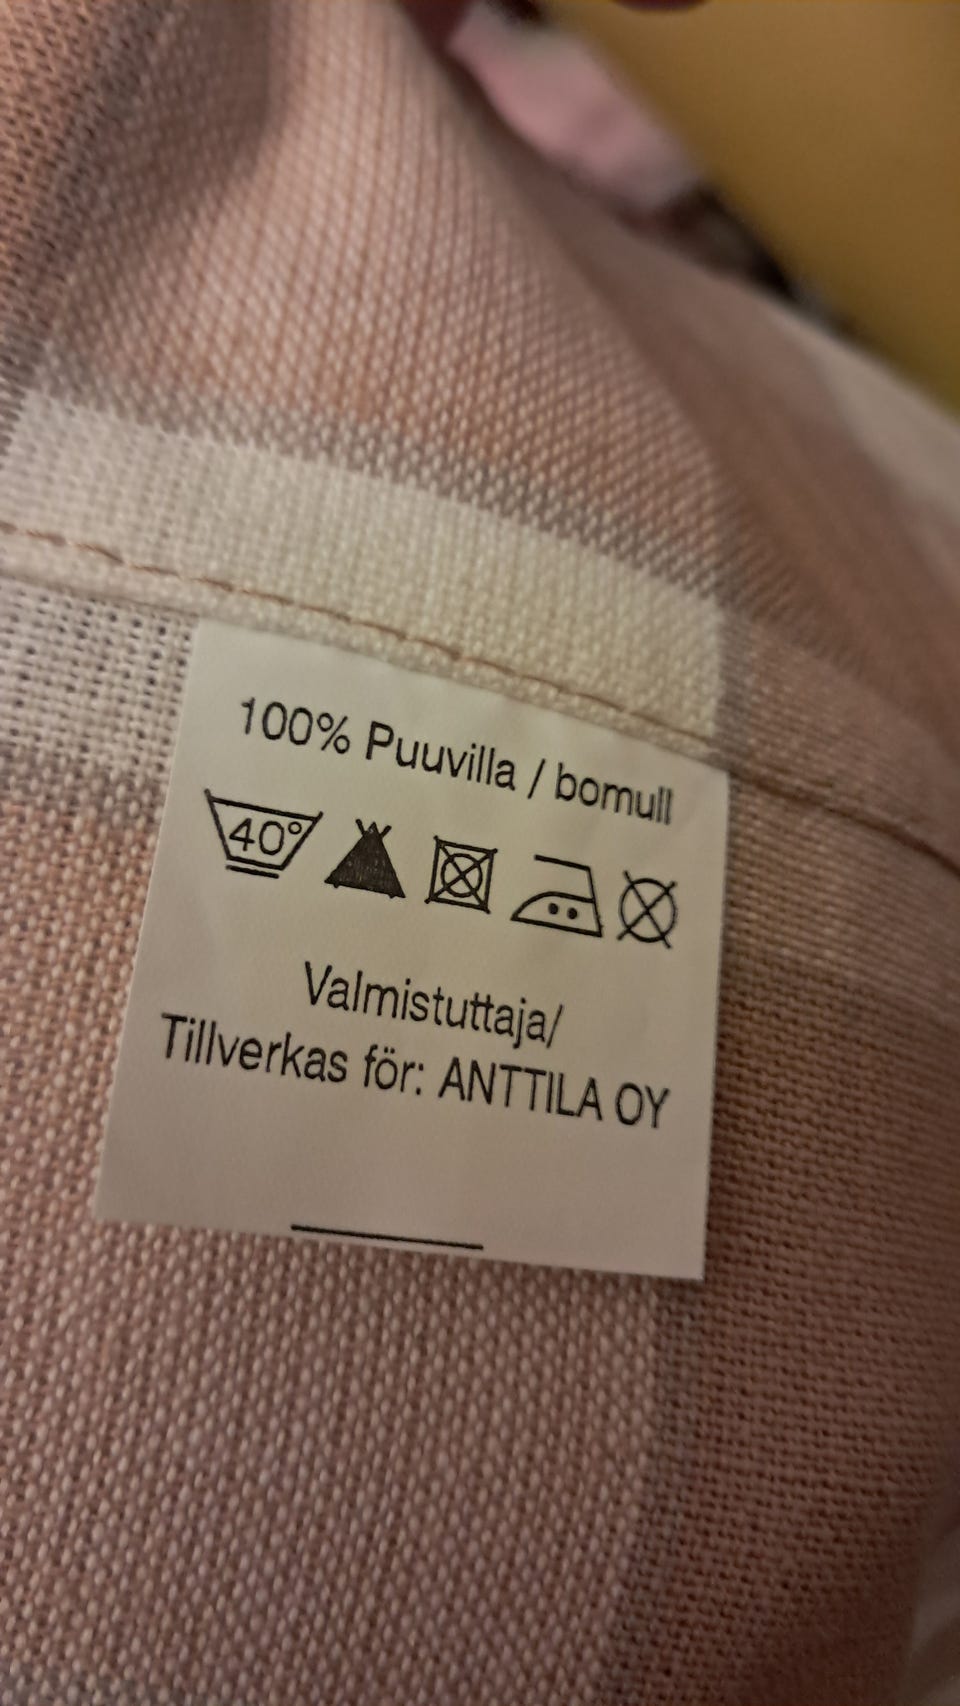 100% Puuvilla / bomull
40°
Valmistuttaja/
Tillverkas för: ANTTILA OY